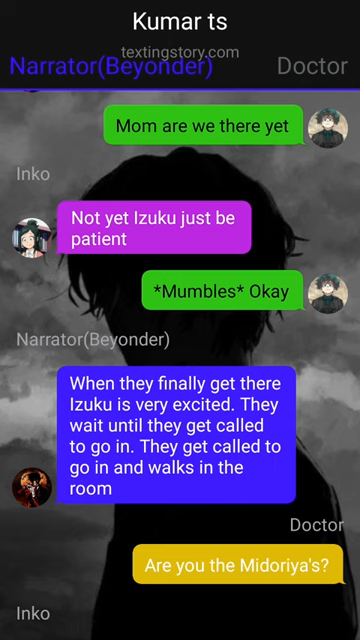 Kumar ts
textingstory.com
Narrator(Beyonder)
Doctor
Mom are we there yet
Inko
Not yet Izuku just be
patient
*Mumbles* Okay
Narrator(Beyonder)
When they finally get there
Izuku is very excited. They
wait until they get called
to go in. They get called to
go in and walks in the
room
Doctor
Are you the Midoriya's?
Inko